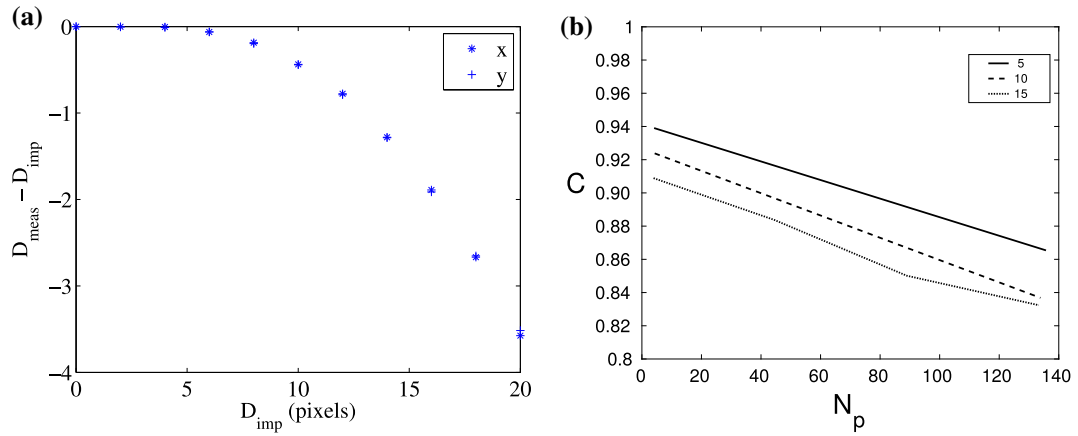 (a)
0
−1
−2
−3
−4
0 5 10 15 20
D_meas − D_imp
D_imp (pixels)
x
y
(b)
1
0.98
0.96
0.94
0.92
0.90
0.88
0.86
0.84
0.82
0.8
0 20 40 60 80 100 120 140
C
N_p
5
10
15